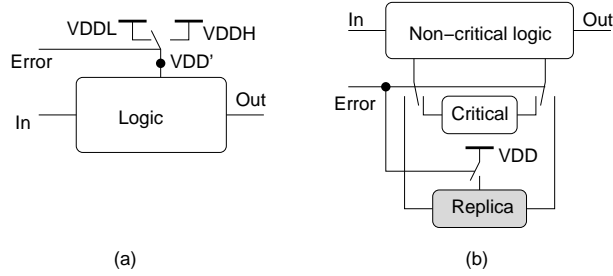 VDDL
VDDH
Error
VDD'
In
Logic
Out
(a)
In
Non−critical logic
Out
Error
Critical
VDD
Replica
(b)